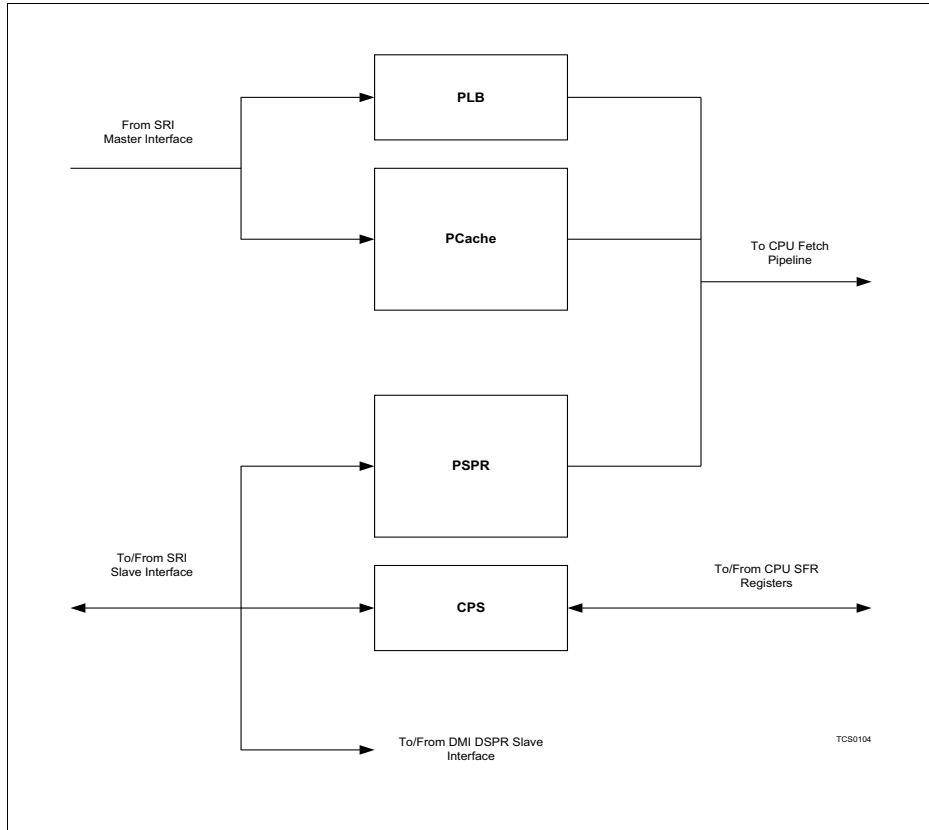 PLB
From SRI
Master Interface
PCache
To CPU Fetch
Pipeline
PSPR
To/From SRI
Slave Interface
To/From CPU SFR
Registers
CPS
To/From DMI DSPR Slave
Interface
TCS0104